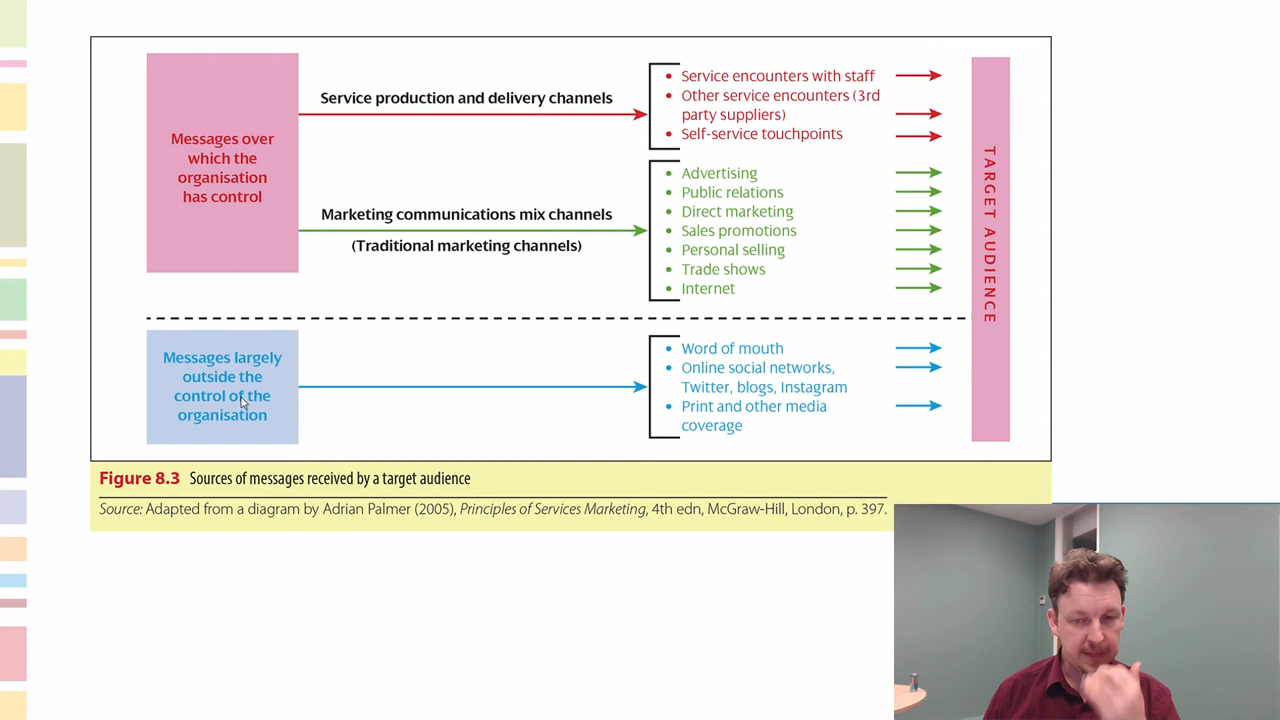 Messages over
which the
organisation
has control
Service production and delivery channels
• Service encounters with staff
• Other service encounters (3rd
party suppliers)
• Self-service touchpoints
Marketing communications mix channels
(Traditional marketing channels)
• Advertising
• Public relations
• Direct marketing
• Sales promotions
• Personal selling
• Trade shows
• Internet
Messages largely
outside the
control of the
organisation
• Word of mouth
• Online social networks,
Twitter, blogs, Instagram
• Print and other media
coverage
TARGET AUDIENCE
Figure 8.3 Sources of messages received by a target audience
Source: Adapted from a diagram by Adrian Palmer (2005), Principles of Services Marketing, 4th edn, McGraw-Hill, London, p. 397.